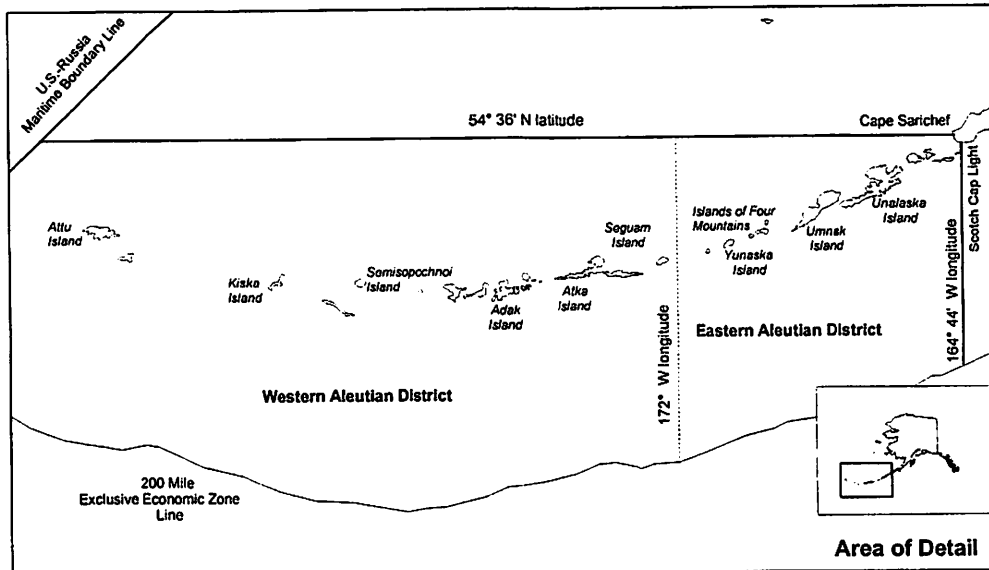 U.S.-Russia
Maritime Boundary Line
54° 36' N latitude
Cape Sarichef
Scotch Cap Light
Attu
Island
Kiska
Island
Semisopochnoi
Island
Adak
Island
Atka
Island
Seguam
Island
Islands of Four
Mountains
Yunaska
Island
Umnak
Island
Unalaska
Island
172° W longitude
164° 44' W longitude
Eastern Aleutian District
Western Aleutian District
200 Mile
Exclusive Economic Zone
Line
Area of Detail